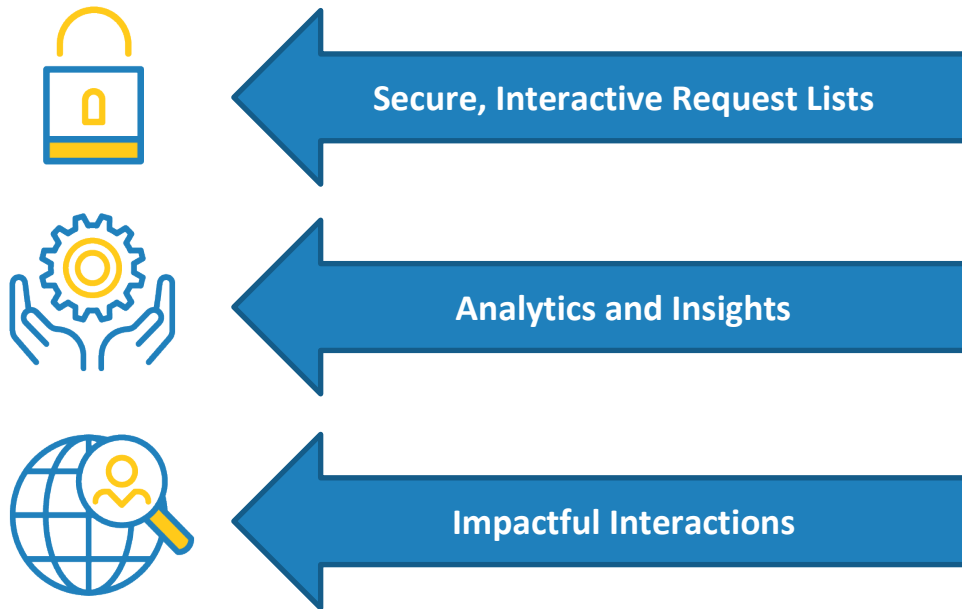 Secure, Interactive Request Lists
Analytics and Insights
Impactful Interactions